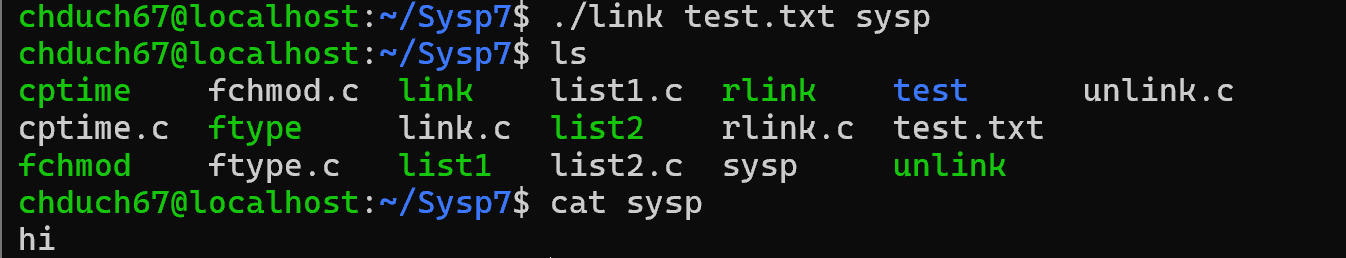 chduch67@localhost:~/Sysp7$ ./link test.txt sysp
chduch67@localhost:~/Sysp7$ ls
cptime    fchmod.c  link    list1.c  rlink    test      unlink.c
cptime.c  ftype     link.c  list2    rlink.c  test.txt
fchmod    ftype.c   list1   list2.c  sysp     unlink
chduch67@localhost:~/Sysp7$ cat sysp
hi